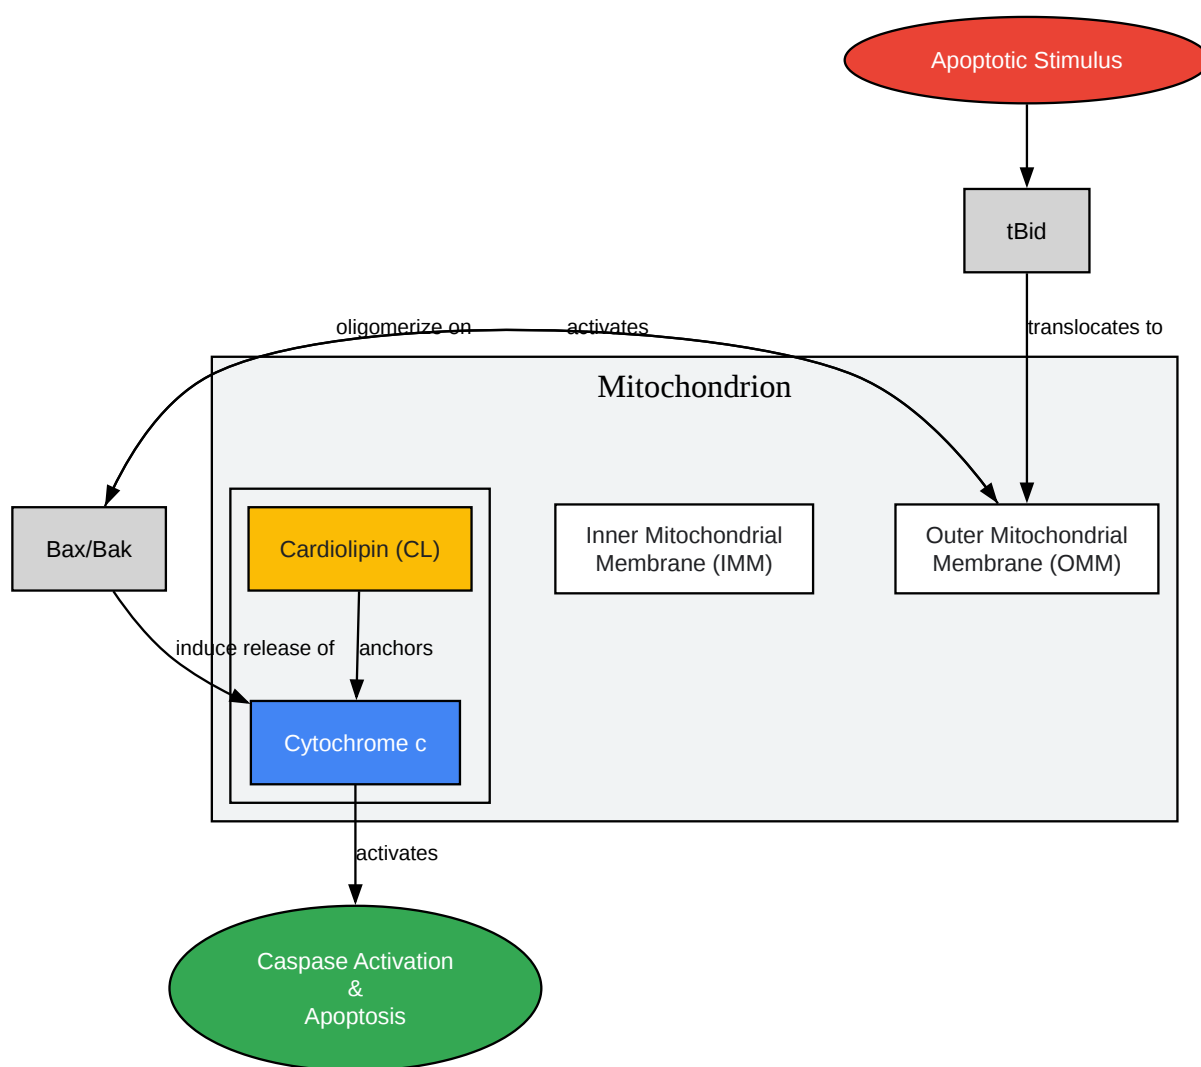 Apoptotic Stimulus
tBid
oligomerize on
activates
translocates to
Mitochondrion
Bax/Bak
Cardiolipin (CL)
Inner Mitochondrial
Membrane (IMM)
Outer Mitochondrial
Membrane (OMM)
induce release of
anchors
Cytochrome c
activates
Caspase Activation
&
Apoptosis